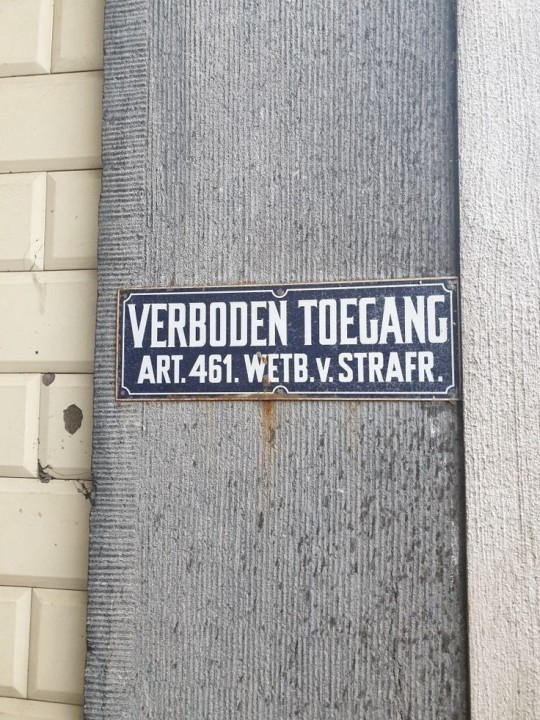 VERBODEN TOEGANG
ART. 461. WETB. V. STRAFR.